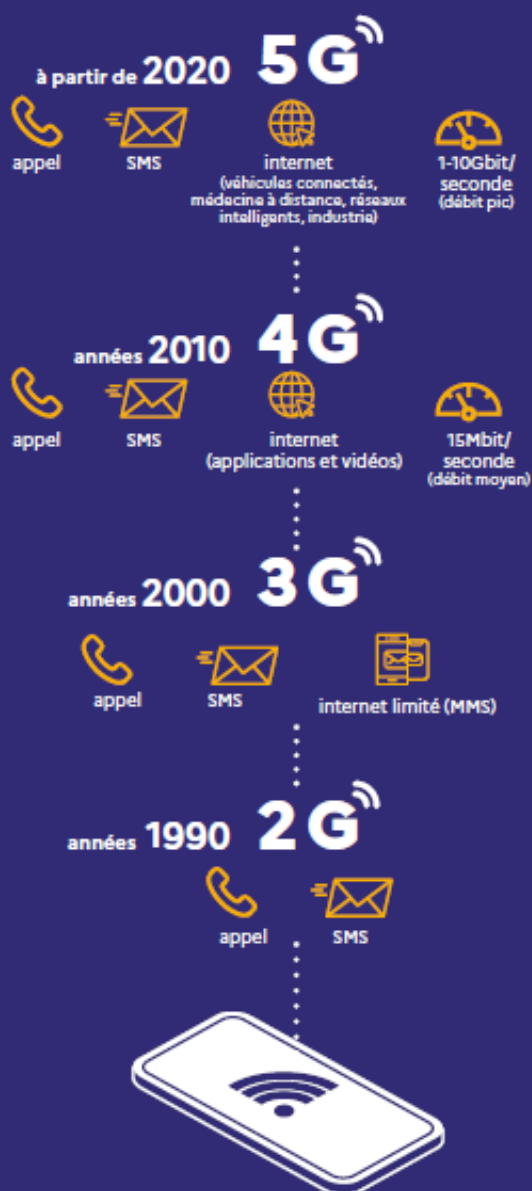 à partir de 2020 5G
appel
SMS
internet
(véhicules connectés,
médecine à distance, réseaux
intelligents, industrie)
1-10Gbit/
seconde
(débit pic)
années 2010 4G
appel
SMS
internet
(applications et vidéos)
15Mbit/
seconde
(débit moyen)
années 2000 3G
appel
SMS
internet limité (MMS)
années 1990 2G
appel
SMS